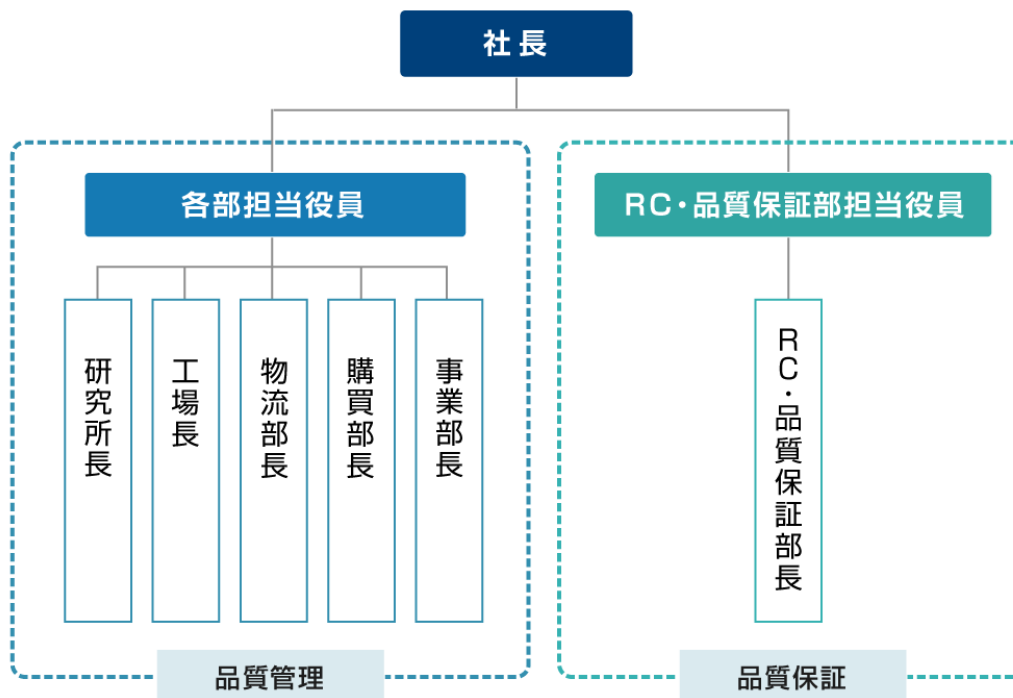 社長
各部担当役員
RC・品質保証部担当役員
研究所長
工場長
物流部長
購買部長
事業部長
RC・品質保証部長
品質管理
品質保証